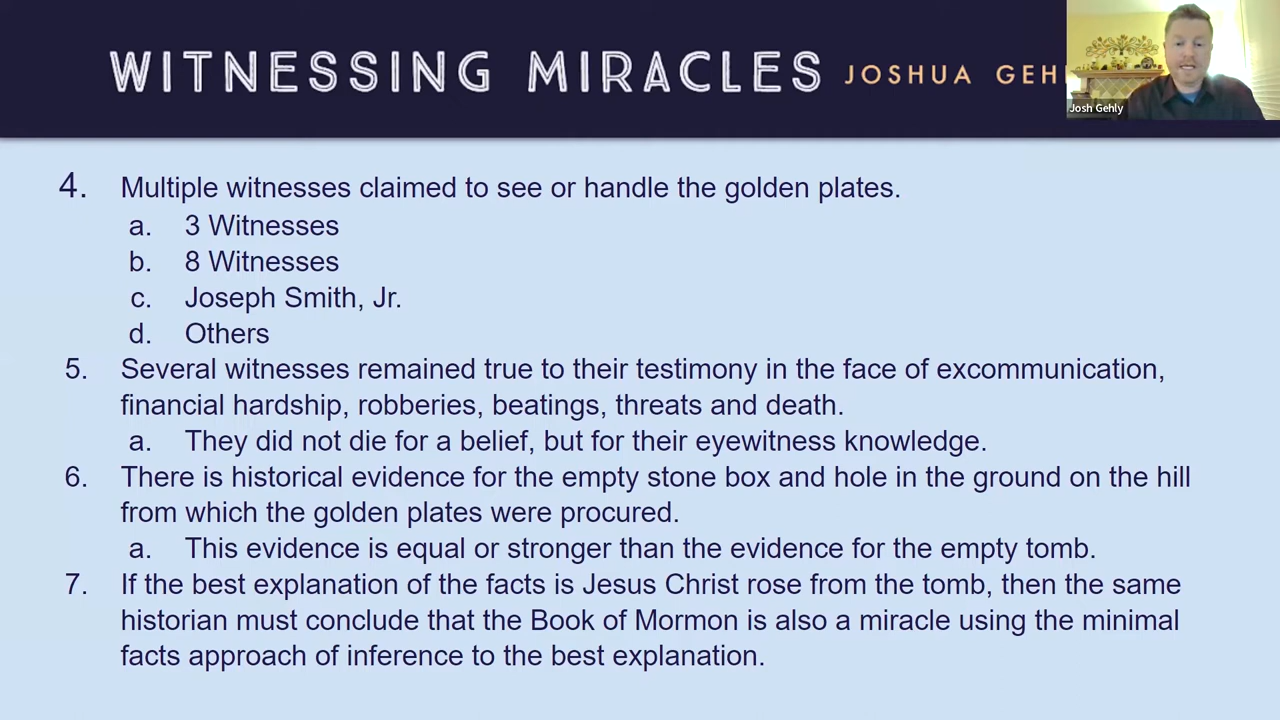 WITNESSING MIRACLES JOSHUA GEH
Josh Gehly
4. Multiple witnesses claimed to see or handle the golden plates.
a. 3 Witnesses
b. 8 Witnesses
c. Joseph Smith, Jr.
d. Others
5. Several witnesses remained true to their testimony in the face of excommunication,
financial hardship, robberies, beatings, threats and death.
a. They did not die for a belief, but for their eyewitness knowledge.
6. There is historical evidence for the empty stone box and hole in the ground on the hill
from which the golden plates were procured.
a. This evidence is equal or stronger than the evidence for the empty tomb.
7. If the best explanation of the facts is Jesus Christ rose from the tomb, then the same
historian must conclude that the Book of Mormon is also a miracle using the minimal
facts approach of inference to the best explanation.